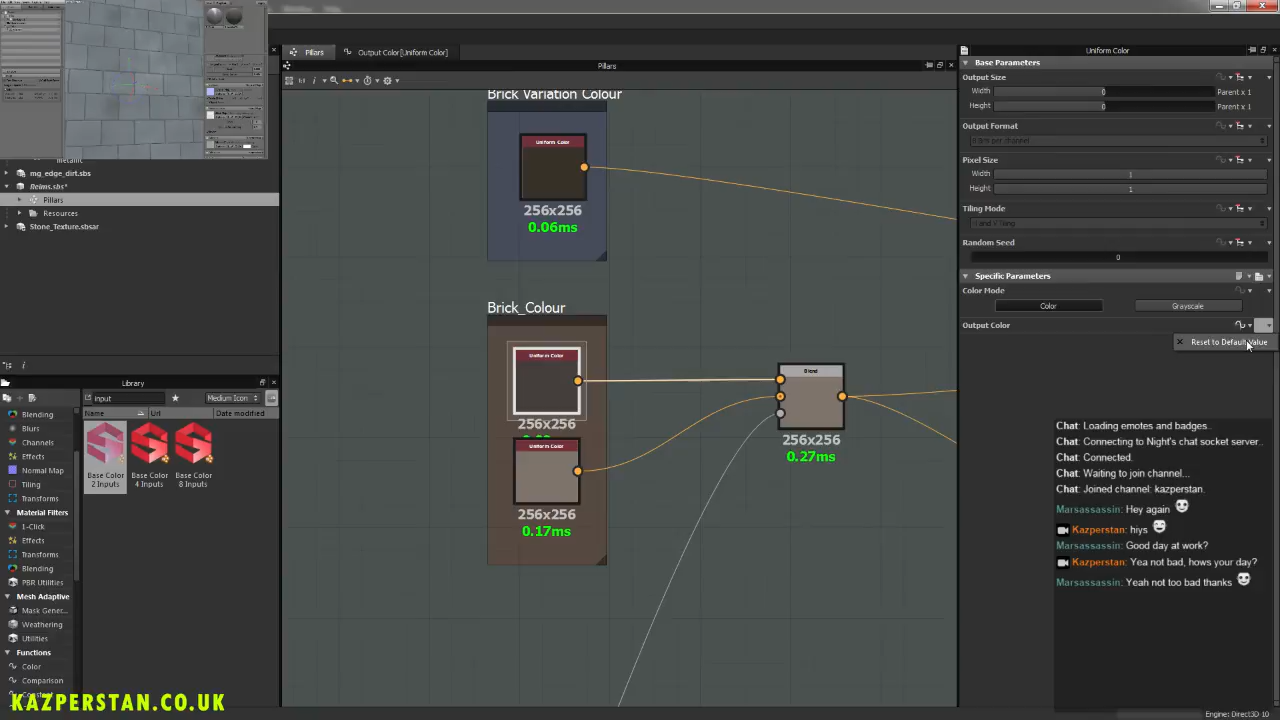 Pillars
Output Color[Uniform Color]
Pillars
metallic
mg_edge_dirt.sbs
Reims.sbs*
Pillars
Resources
Stone_Texture.sbsar
Library
input
Medium Icon
Name
Url
Date modified
Blending
Blurs
Channels
Effects
Normal Map
Tiling
Transforms
Material Filters
1-Click
Effects
Transforms
Blending
PBR Utilities
Mesh Adaptive
Mask Gener...
Weathering
Utilities
Functions
Color
Comparison
Base Color
2 Inputs
Base Color
4 Inputs
Base Color
8 Inputs
Brick Variation Colour
Uniform Color
256x256
0.06ms
Brick_Colour
Uniform Color
256x256
Uniform Color
256x256
0.17ms
Blend
256x256
0.27ms
Uniform Color
Base Parameters
Output Size
Width
0
Parent x 1
Height
0
Parent x 1
Output Format
Pixel Size
Width
1
Height
1
Tiling Mode
Random Seed
0
Specific Parameters
Color Mode
Color
Grayscale
Output Color
Reset to Default Value
Chat: Loading emotes and badges..
Chat: Connecting to Night's chat socket server..
Chat: Connected.
Chat: Waiting to join channel...
Chat: Joined channel: kazperstan.
Marsassassin: Hey again
Kazperstan: hiys
Marsassassin: Good day at work?
Kazperstan: Yea not bad, hows your day?
Marsassassin: Yeah not too bad thanks
KAZPERSTAN.CO.UK
Engine: Direct3D 10